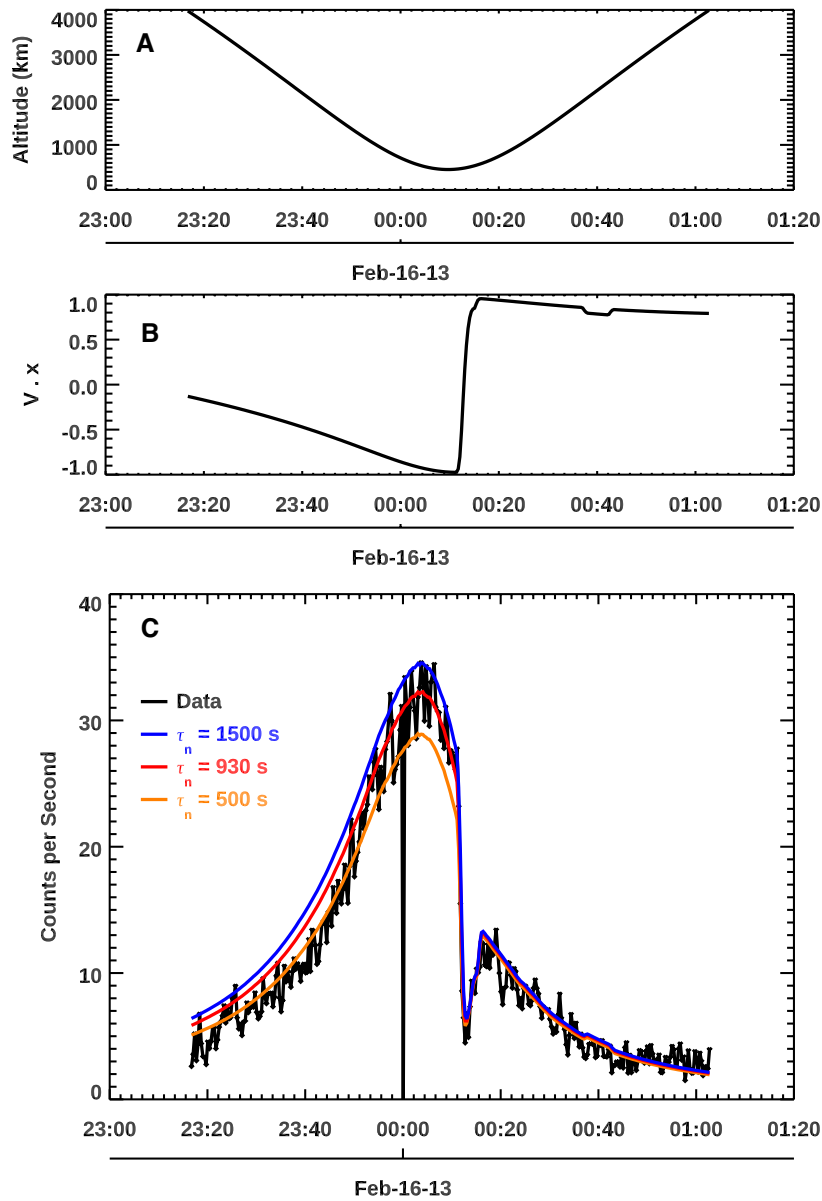 A
Altitude (km)
4000
3000
2000
1000
0
23:00 23:20 23:40 00:00 00:20 00:40 01:00 01:20
Feb-16-13
B
V . x
1.0
0.5
0.0
-0.5
-1.0
23:00 23:20 23:40 00:00 00:20 00:40 01:00 01:20
Feb-16-13
C
Counts per Second
40
30
20
10
0
Data
τn = 1500 s
τn = 930 s
τn = 500 s
23:00 23:20 23:40 00:00 00:20 00:40 01:00 01:20
Feb-16-13